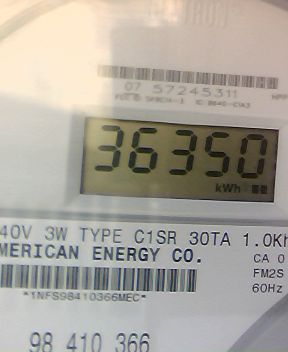 07 57245311
36350
kWh
40V 3W TYPE C1SR 30TA 1.0Kh
MERICAN ENERGY CO.
CA 0
FM2S
60Hz
*1NFS98410366MEC*
98 410 366